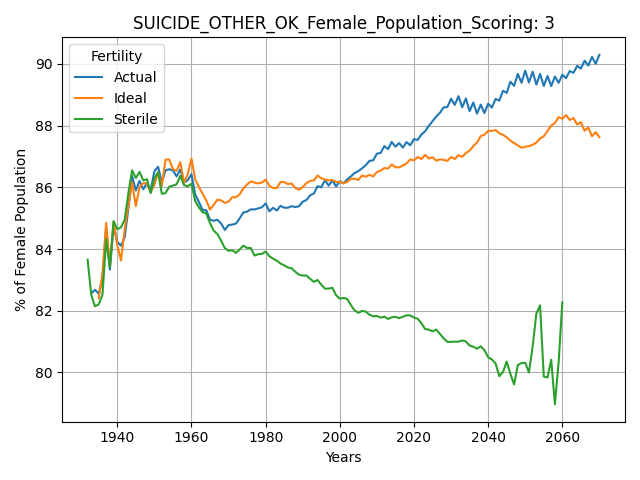 SUICIDE_OTHER_OK_Female_Population_Scoring: 3
Fertility
Actual
Ideal
Sterile
% of Female Population
90
88
86
84
82
80
1940
1960
1980
2000
2020
2040
2060
Years